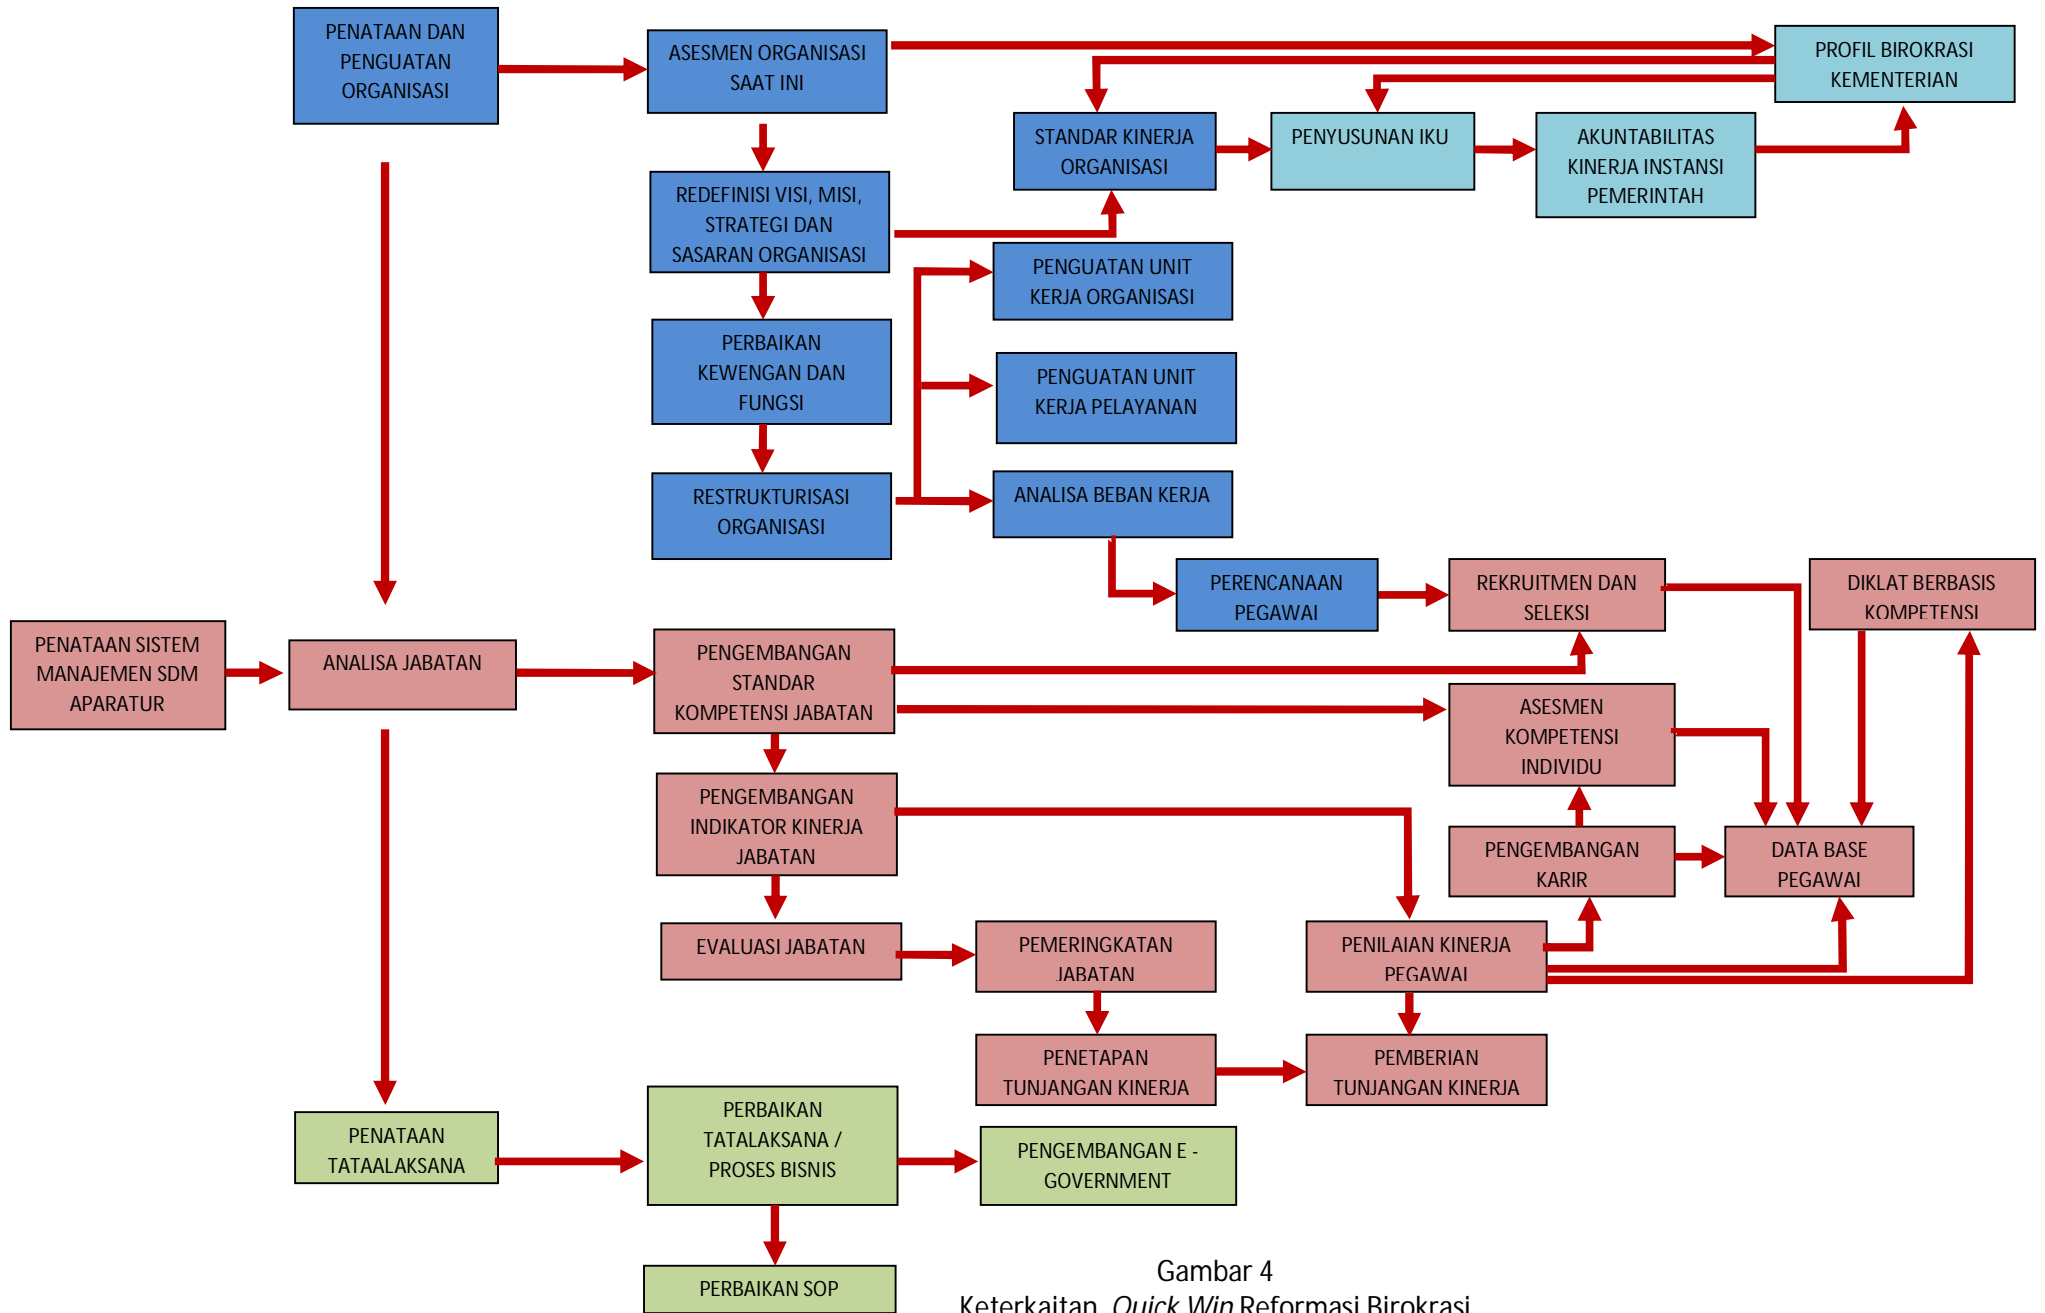 PENATAAN DAN
PENGUATAN
ORGANISASI
ASESMEN ORGANISASI
SAAT INI
PROFIL BIROKRASI
KEMENTERIAN
STANDAR KINERJA
ORGANISASI
PENYUSUNAN IKU
AKUNTABILITAS
KINERJA INSTANSI
PEMERINTAH
REDEFINISI VISI, MISI,
STRATEGI DAN
SASARAN ORGANISASI
PENGUATAN UNIT
KERJA ORGANISASI
PERBAIKAN
KEWENGAN DAN
FUNGSI
PENGUATAN UNIT
KERJA PELAYANAN
RESTRUKTURISASI
ORGANISASI
ANALISA BEBAN KERJA
PERENCANAAN
PEGAWAI
REKRUITMEN DAN
SELEKSI
DIKLAT BERBASIS
KOMPETENSI
PENATAAN SISTEM
MANAJEMEN SDM
APARATUR
ANALISA JABATAN
PENGEMBANGAN
STANDAR
KOMPETENSI JABATAN
ASESMEN
KOMPETENSI
INDIVIDU
PENGEMBANGAN
INDIKATOR KINERJA
JABATAN
PENGEMBANGAN
KARIR
DATA BASE
PEGAWAI
EVALUASI JABATAN
PEMERINGKATAN
JABATAN
PENILAIAN KINERJA
PEGAWAI
PENETAPAN
TUNJANGAN KINERJA
PEMBERIAN
TUNJANGAN KINERJA
PENATAAN
TATAALAKSANA
PERBAIKAN
TATALAKSANA /
PROSES BISNIS
PENGEMBANGAN E -
GOVERNMENT
PERBAIKAN SOP
Gambar 4
Keterkaitan Quick Win Reformasi Birokrasi